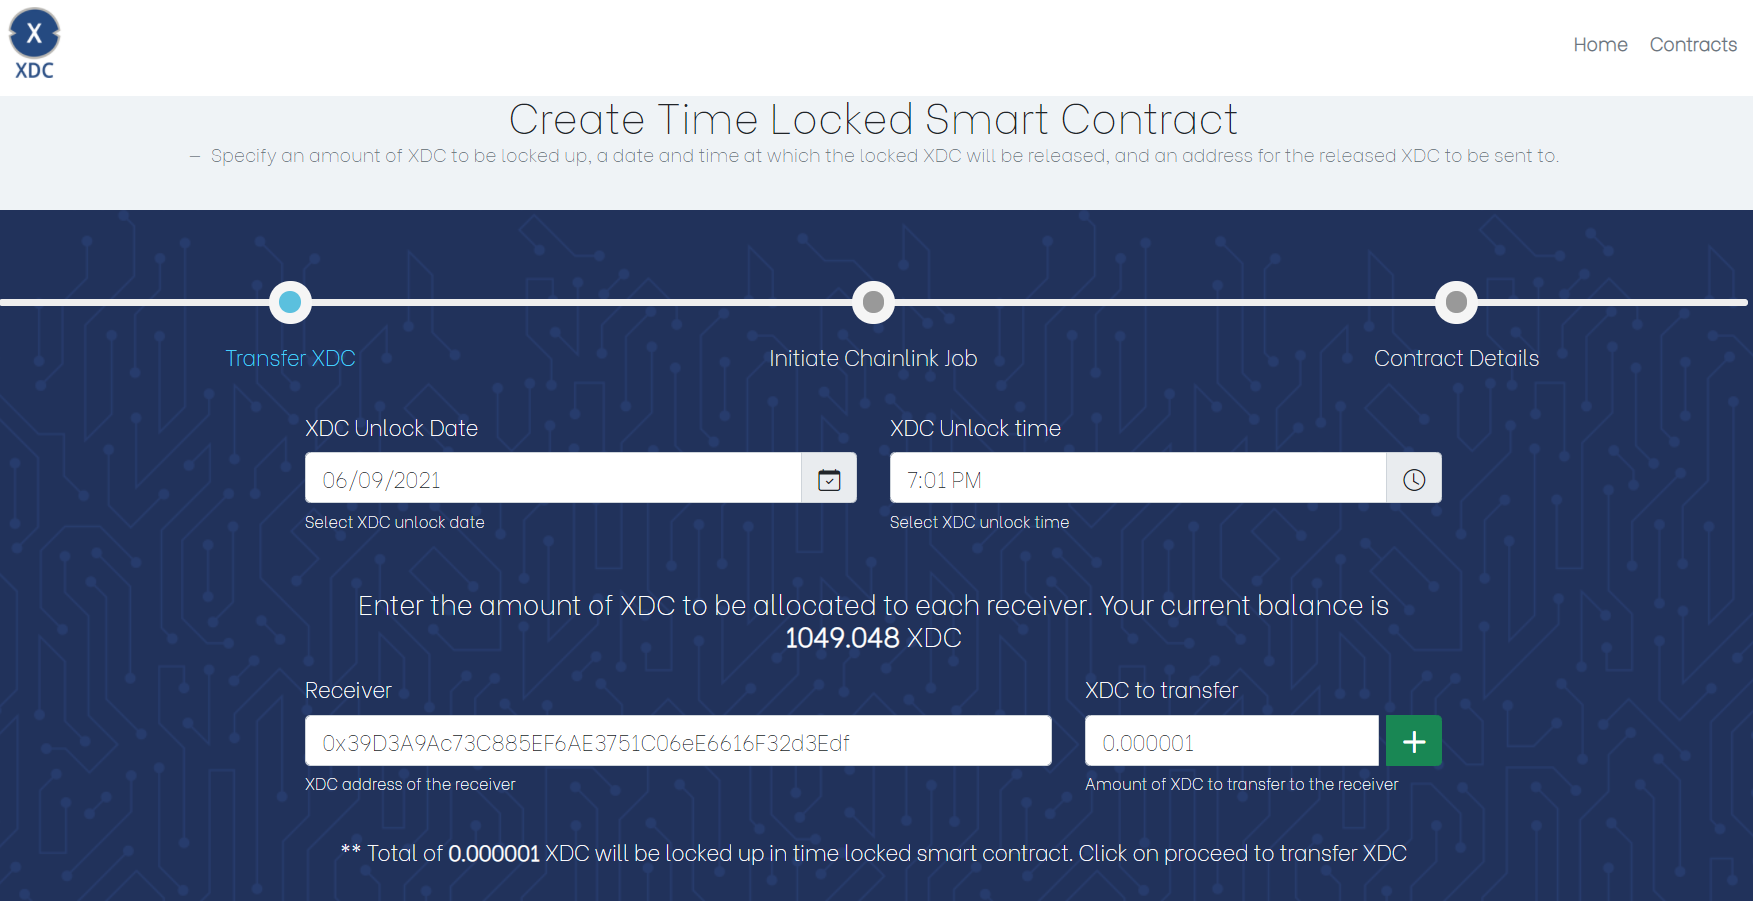 X
XDC
Home
Contracts
Create Time Locked Smart Contract
– Specify an amount of XDC to be locked up, a date and time at which the locked XDC will be released, and an address for the released XDC to be sent to.
Transfer XDC
Initiate Chainlink Job
Contract Details
XDC Unlock Date
XDC Unlock time
06/09/2021
7:01 PM
Select XDC unlock date
Select XDC unlock time
Enter the amount of XDC to be allocated to each receiver. Your current balance is
1049.048 XDC
Receiver
XDC to transfer
0x39D3A9Ac73C885EF6AE3751C06eE6616F32d3Edf
0.000001
XDC address of the receiver
Amount of XDC to transfer to the receiver
** Total of 0.000001 XDC will be locked up in time locked smart contract. Click on proceed to transfer XDC